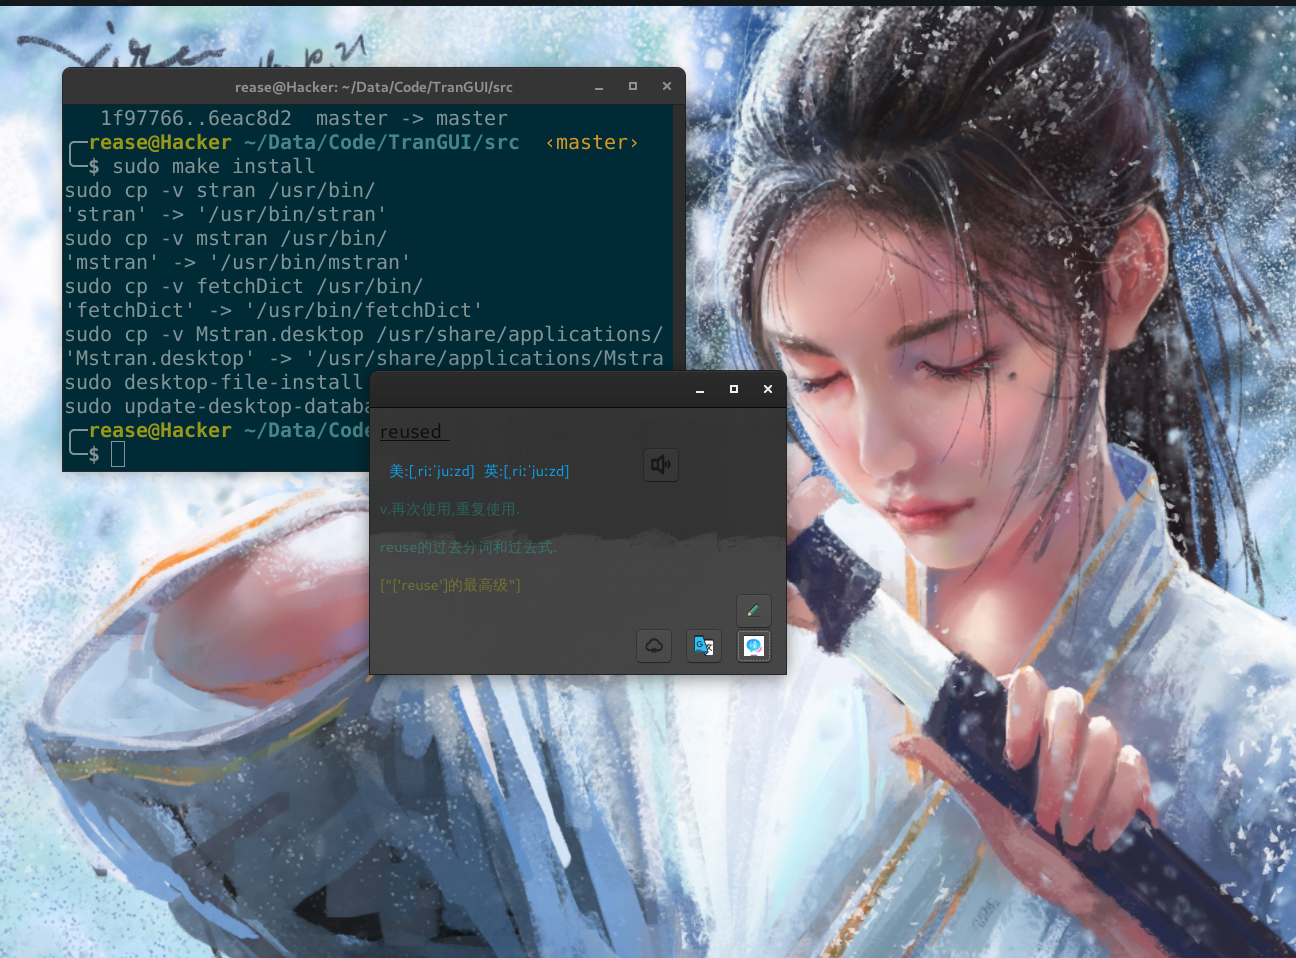 rease@Hacker: ~/Data/Code/TranGUI/src
1f97766..6eac8d2  master -> master
rease@Hacker ~/Data/Code/TranGUI/src  ‹master›
$ sudo make install
sudo cp -v stran /usr/bin/
'stran' -> '/usr/bin/stran'
sudo cp -v mstran /usr/bin/
'mstran' -> '/usr/bin/mstran'
sudo cp -v fetchDict /usr/bin/
'fetchDict' -> '/usr/bin/fetchDict'
sudo cp -v Mstran.desktop /usr/share/applications/
'Mstran.desktop' -> '/usr/share/applications/Mstra
sudo desktop-file-install
sudo update-desktop-databa
rease@Hacker ~/Data/Code
$
reused
美:[ˌriːˈjuːzd]  英:[ˌriːˈjuːzd]
v.再次使用,重复使用.
reuse的过去分词和过去式.
["['reuse']的最高级"]